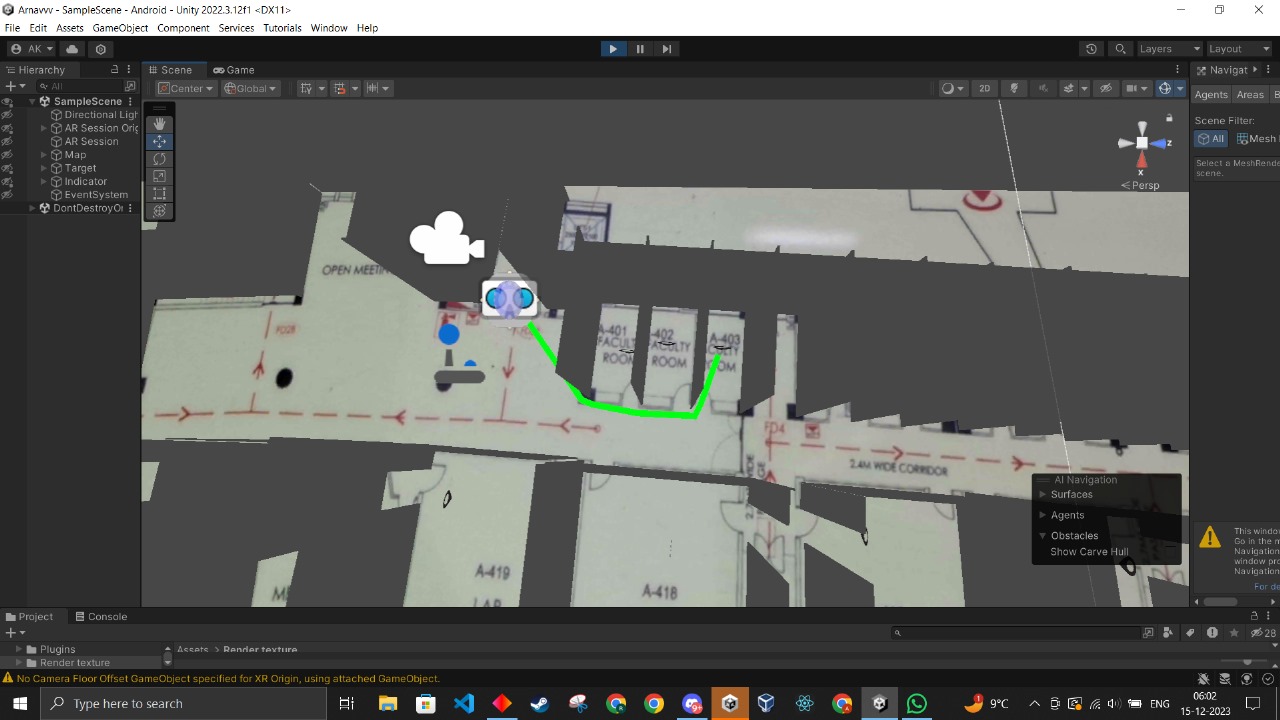 Arnavvv - SampleScene - Android - Unity 2022.3.12f1 <DX11>
File Edit Assets GameObject Component Services Tutorials Window Help
AK
Layers
Layout
Hierarchy
Scene
Game
Navigat
All
Center
Global
2D
Agents
Areas
B
SampleScene
Directional Ligh
AR Session Orig
AR Session
Map
Target
Indicator
EventSystem
DontDestroyOn
Scene Filter:
All
Mesh
Select a MeshRende
scene.
z
x
Persp
OPEN MEETIN
FD28
A-401
FACULTY
ROOM
-402
ACULTY
ROOM
A-403
FD4
2.4M WIDE CORRIDOR
A-419
A-418
AI Navigation
Surfaces
Agents
Obstacles
Show Carve Hull
This window
Go in the m
Navigation
window pro
Navigation.
For de
Project
Console
28
Plugins
Render texture
Assets > Render texture
No Camera Floor Offset GameObject specified for XR Origin, using attached GameObject.
Type here to search
9°C
ENG
06:02
15-12-2023